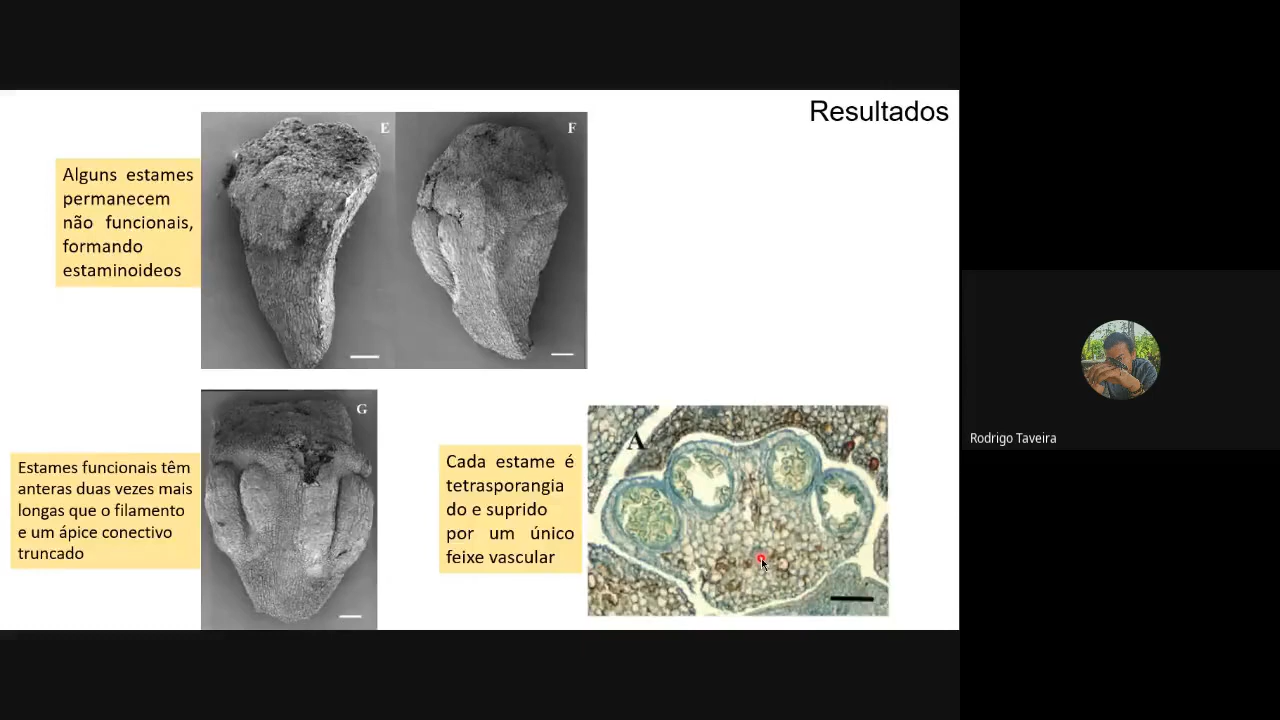 Resultados
E
F
Alguns estames
permanecem
não funcionais,
formando
estaminoideos
G
Estames funcionais têm
anteras duas vezes mais
longas que o filamento
e um ápice conectivo
truncado
Cada estame é
tetrasporangia
do e suprido
por um único
feixe vascular
A
Rodrigo Taveira